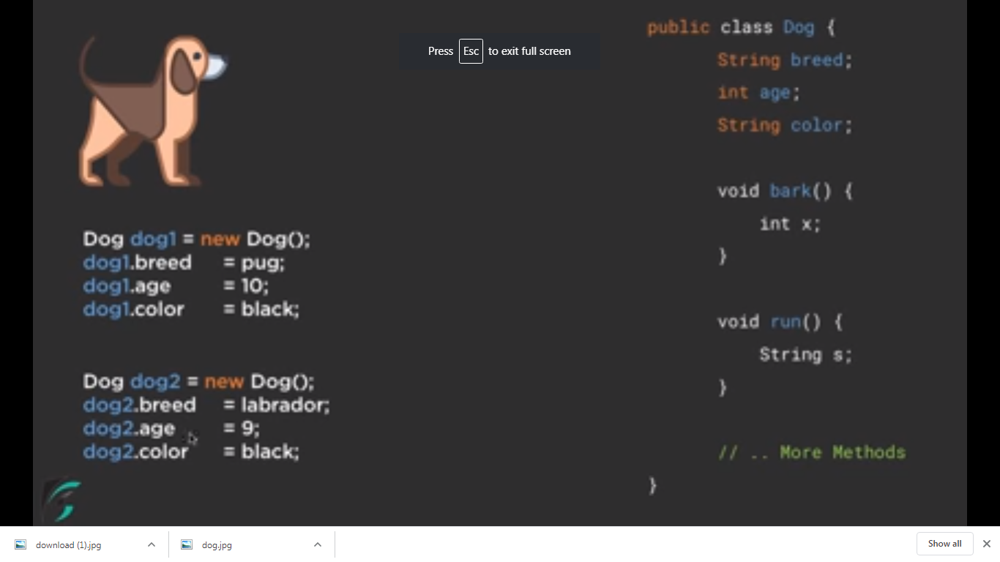 Press Esc to exit full screen
Dog dog1 = new Dog();
dog1.breed = pug;
dog1.age = 10;
dog1.color = black;
Dog dog2 = new Dog();
dog2.breed = labrador;
dog2.age = 9;
dog2.color = black;
public class Dog {
String breed;
int age;
String color;
void bark() {
int x;
}
void run() {
String s;
}
// .. More Methods
}
download (1).jpg
dog.jpg
Show all